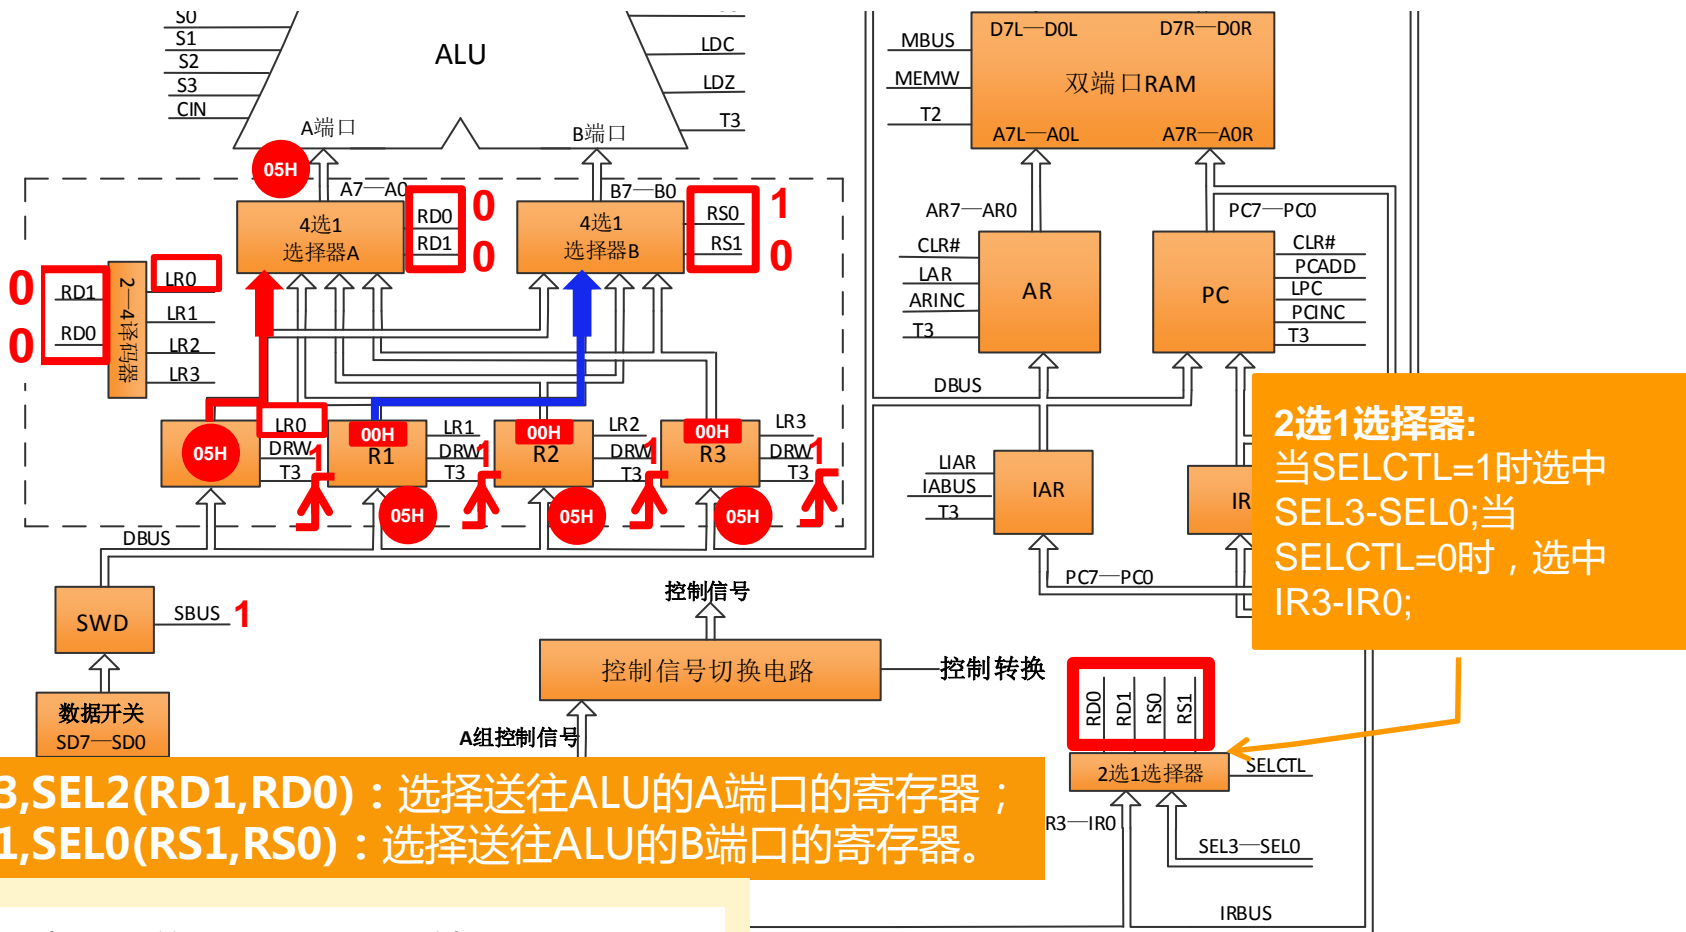 S0
S1
S2
S3
CIN
ALU
LDC
LDZ
T3
A端口
B端口
05H
A7—A0
B7—B0
4选1
选择器A
RD0
RD1
0
0
4选1
选择器B
RS0
RS1
1
0
0
0
RD1
RD0
2—4译码器
LR0
LR1
LR2
LR3
05H
LR0
DRW
T3
1
00H
R1
LR1
DRW
T3
1
00H
R2
LR2
DRW
T3
1
00H
R3
LR3
DRW
T3
1
05H
05H
05H
DBUS
SWD
SBUS
1
数据开关
SD7—SD0
控制信号
控制信号切换电路
控制转换
A组控制信号
MBUS
MEMW
T2
D7L—D0L
D7R—D0R
双端口RAM
A7L—A0L
A7R—A0R
AR7—AR0
PC7—PC0
CLR#
LAR
ARINC
T3
AR
PC
CLR#
PCADD
LPC
PCINC
T3
DBUS
LIAR
IABUS
T3
IAR
IR
PC7—PC0
2选1选择器:
当SELCTL=1时选中
SEL3-SEL0;当
SELCTL=0时，选中
IR3-IR0;
RD0
RD1
RS0
RS1
2选1选择器
SELCTL
R3—IR0
SEL3—SEL0
IRBUS
3,SEL2(RD1,RD0)：选择送往ALU的A端口的寄存器；
1,SEL0(RS1,RS0)：选择送往ALU的B端口的寄存器。